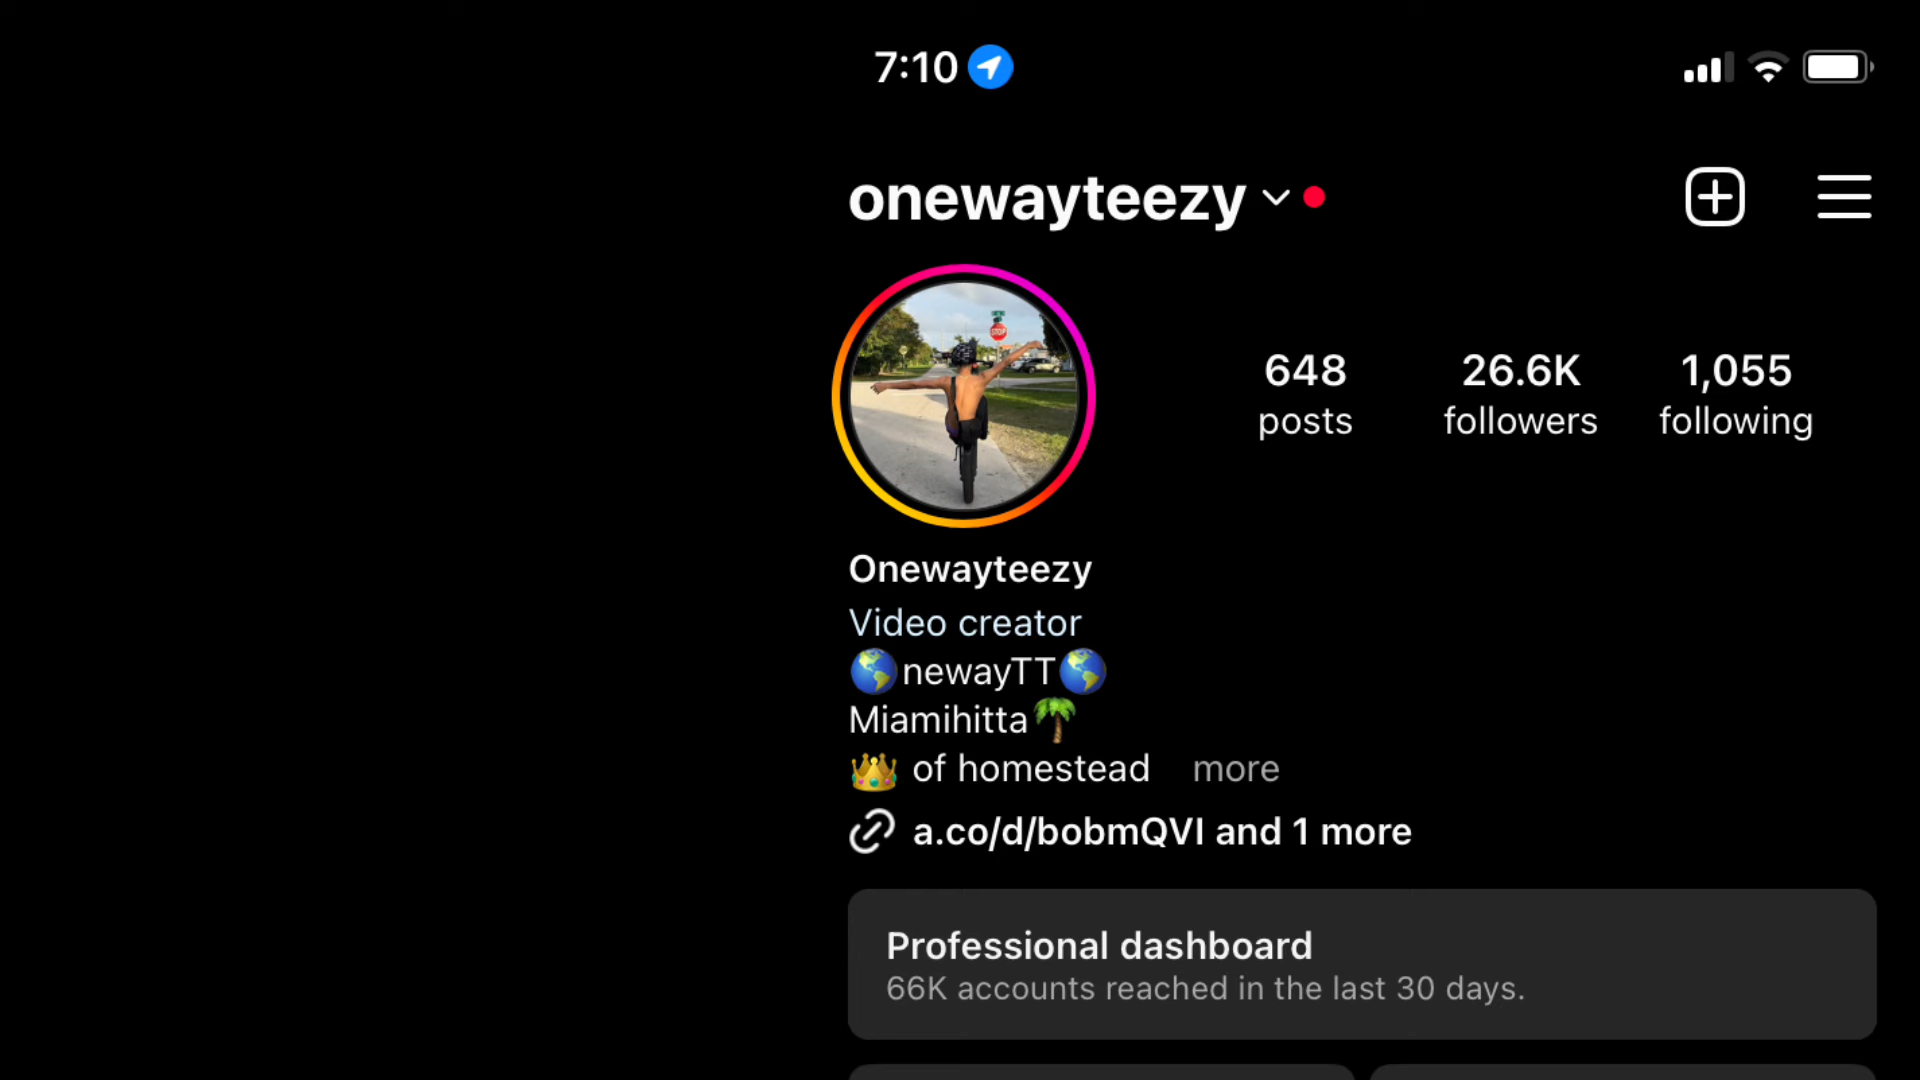 7:10
onewayteezy
STOP
648 26.6K 1,055
posts followers following
Onewayteezy
Video creator
🌎newayTT🌎
Miamihitta🌴
👑 of homestead more
a.co/d/bobmQVI and 1 more
Professional dashboard
66K accounts reached in the last 30 days.